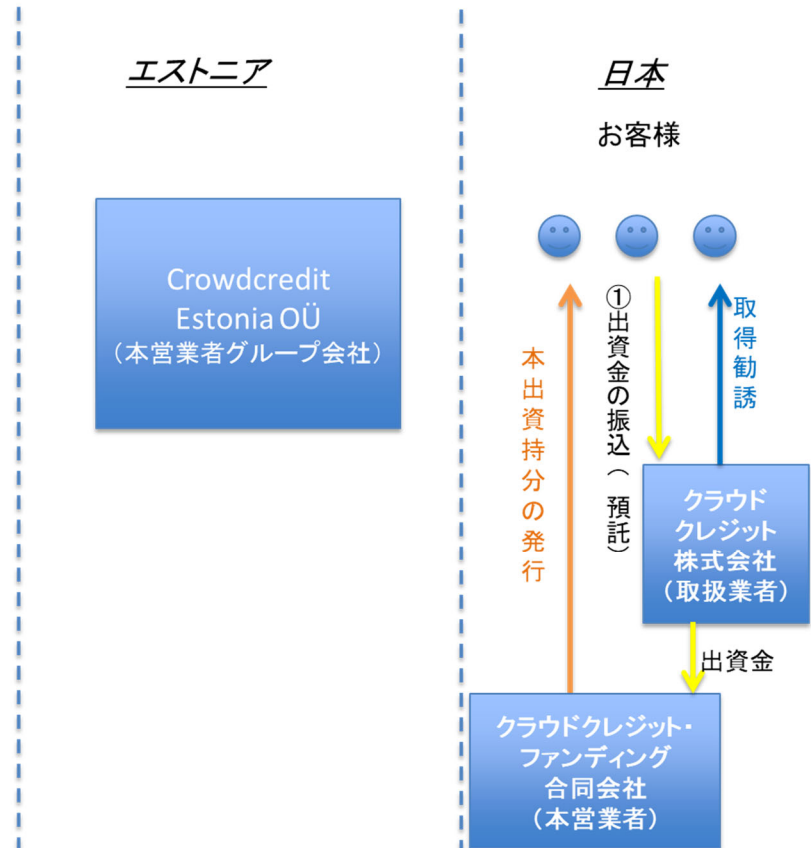 エストニア
日本
お客様
Crowdcredit
Estonia OÜ
（本営業者グループ会社）
本出資持分の発行
①出資金の振込（預託）
取得勧誘
クラウド
クレジット
株式会社
（取扱業者）
出資金
クラウドクレジット・
ファンディング
合同会社
（本営業者）